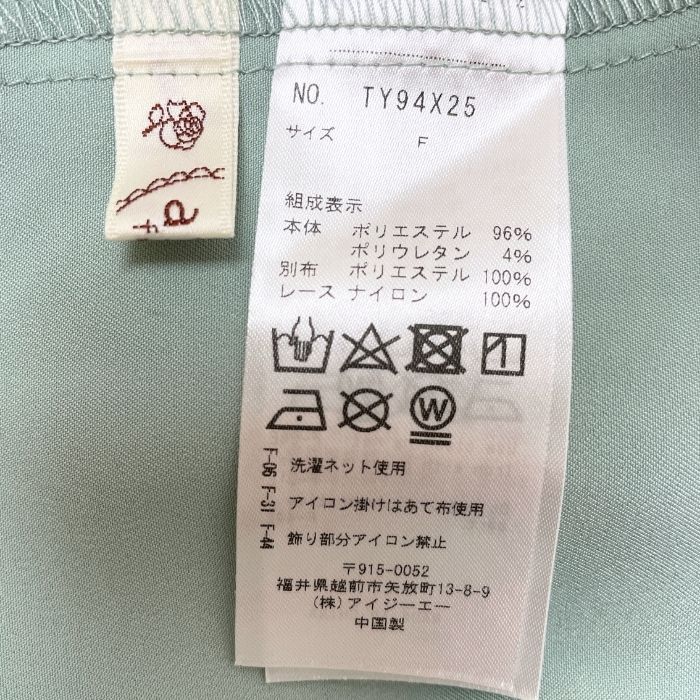 NO. TY94X25
サイズ F
組成表示
本体 ポリエステル 96%
ポリウレタン 4%
別布 ポリエステル 100%
レース ナイロン 100%
W
F-06 F-31 F-44
洗濯ネット使用
アイロン掛けはあて布使用
飾り部分アイロン禁止
〒915-0052
福井県越前市矢放町13-8-9
(株)アイジーエー
中国製